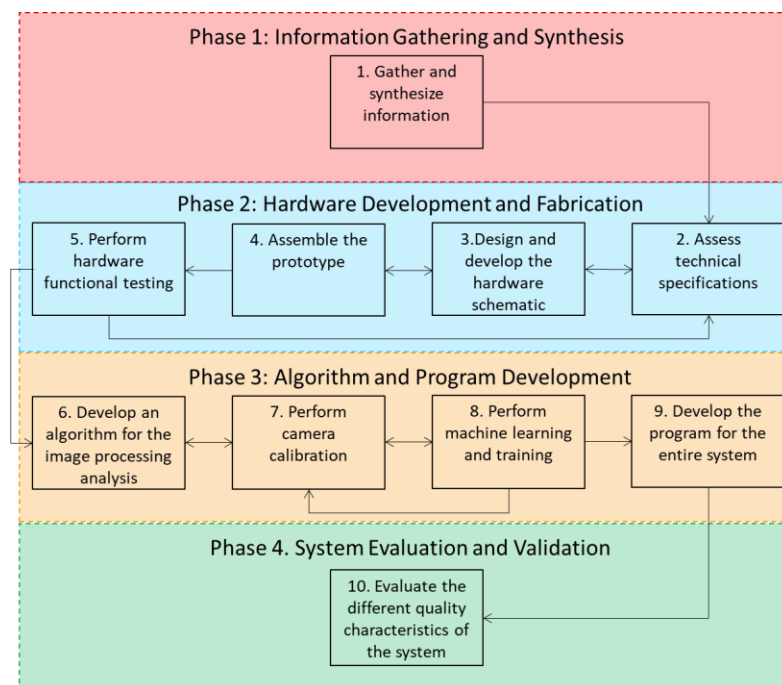 Phase 1: Information Gathering and Synthesis
1. Gather and
synthesize
information
Phase 2: Hardware Development and Fabrication
5. Perform
hardware
functional testing
4. Assemble the
prototype
3.Design and
develop the
hardware
schematic
2. Assess
technical
specifications
Phase 3: Algorithm and Program Development
6. Develop an
algorithm for the
image processing
analysis
7. Perform
camera
calibration
8. Perform
machine learning
and training
9. Develop the
program for the
entire system
Phase 4. System Evaluation and Validation
10. Evaluate the
different quality
characteristics of
the system